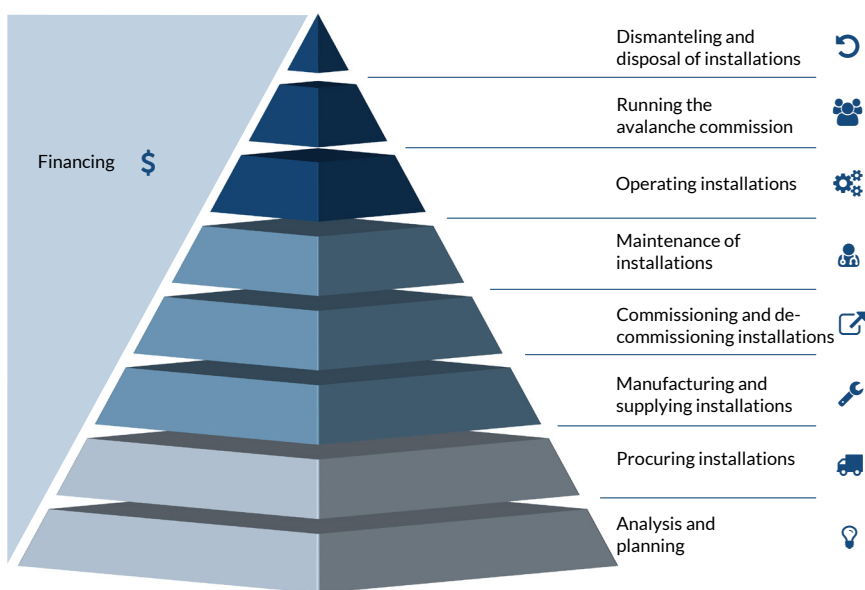 Dismanteling and
disposal of installations
Running the
avalanche commission
Financing $
Operating installations
Maintenance of
installations
Commissioning and de-
commissioning installations
Manufacturing and
supplying installations
Procuring installations
Analysis and
planning